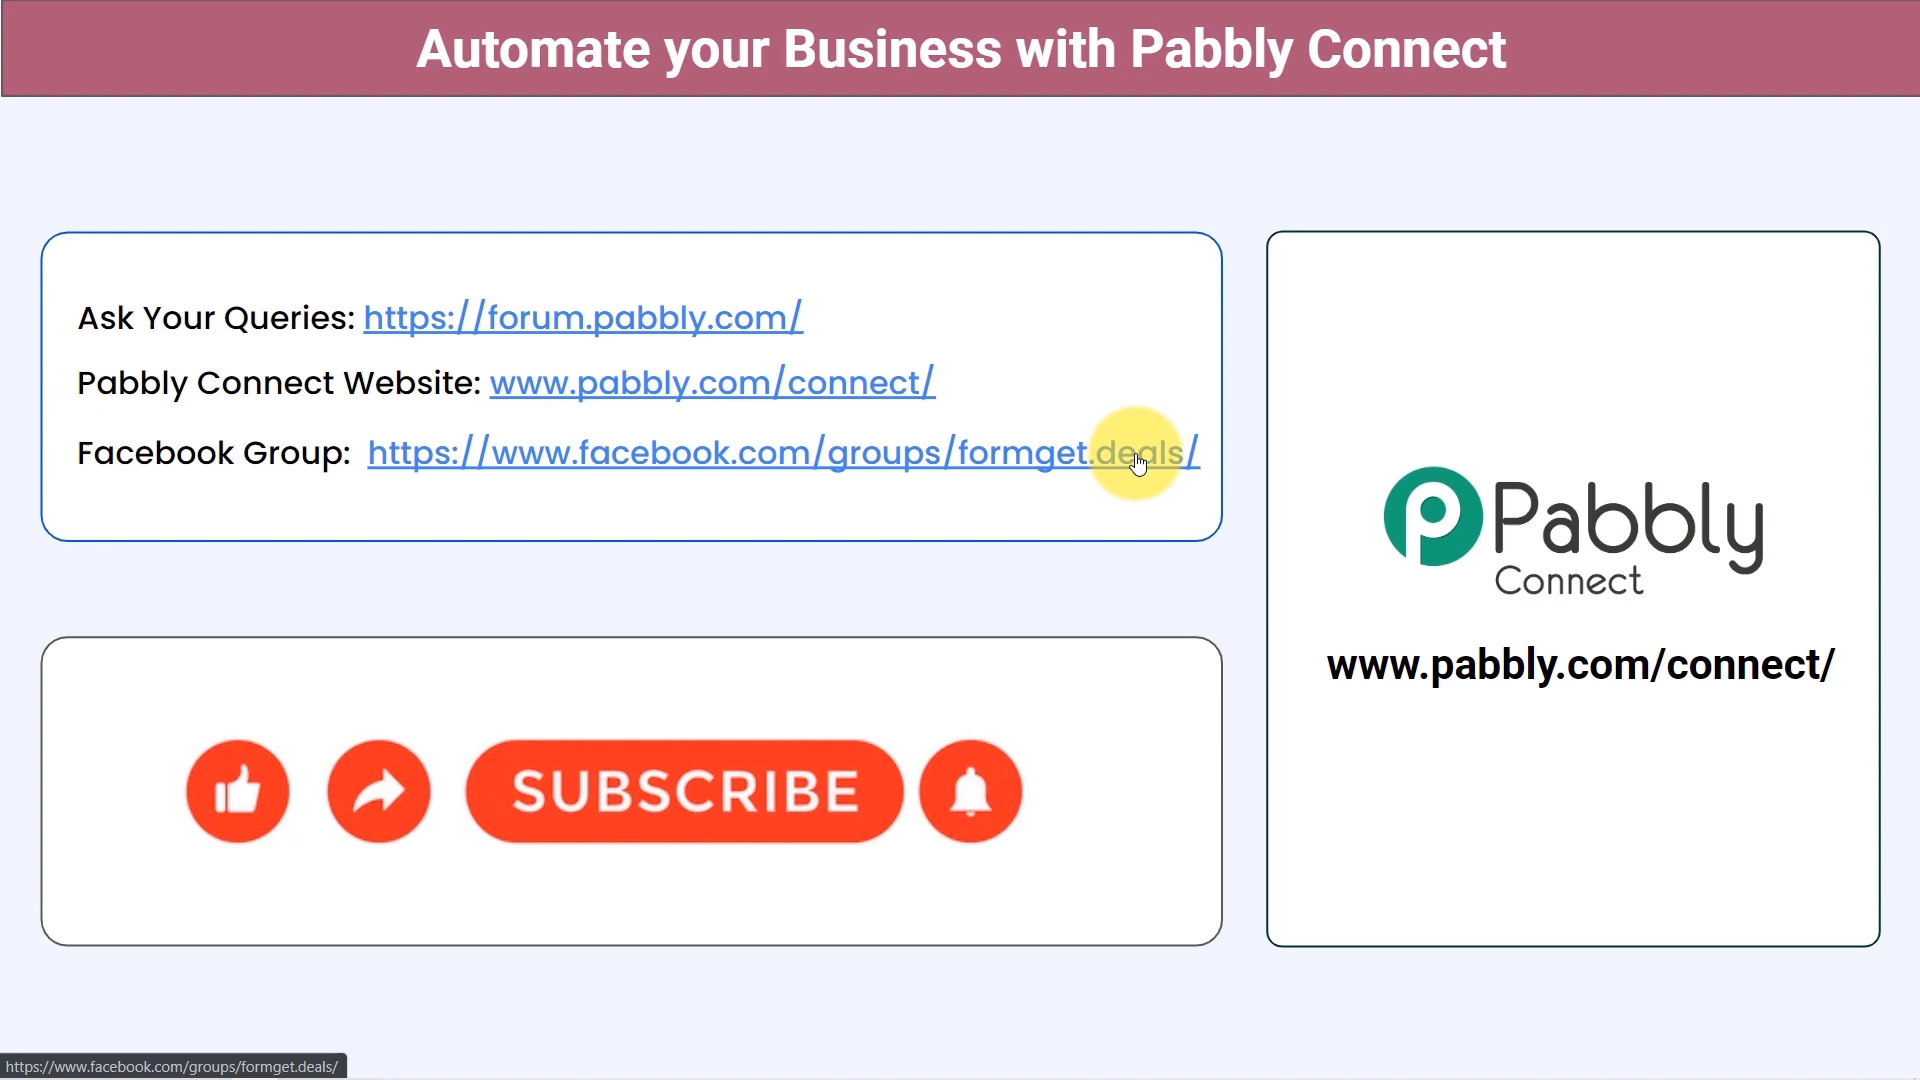 Automate your Business with Pabbly Connect
Ask Your Queries: https://forum.pabbly.com/
Pabbly Connect Website: www.pabbly.com/connect/
Facebook Group: https://www.facebook.com/groups/formget.deals/
Pabbly
Connect
www.pabbly.com/connect/
SUBSCRIBE
https://www.facebook.com/groups/formget.deals/